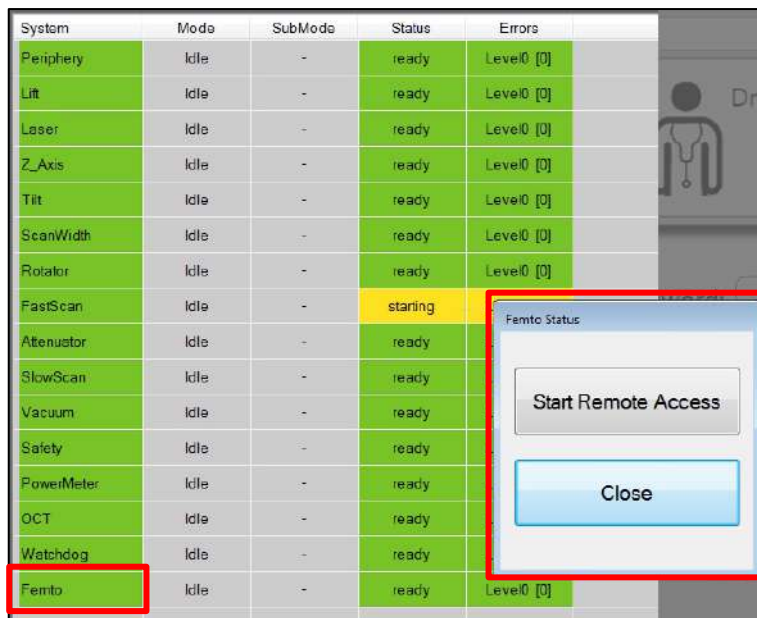 System Mode SubMode Status Errors
Periphery Idle - ready Level0 [0]
Lift Idle - ready Level0 [0]
Laser Idle - ready Level0 [0]
Z_Axis Idle - ready Level0 [0]
Tilt Idle - ready Level0 [0]
ScanWidth Idle - ready Level0 [0]
Rotator Idle - ready Level0 [0]
FastScan Idle - starting
Attenuator Idle - ready
SlowScan Idle - ready
Vacuum Idle - ready
Safety Idle - ready
PowerMeter Idle - ready
OCT Idle - ready
Watchdog Idle - ready
Femto Idle - ready Level0 [0]
Dr
Femto Status
Start Remote Access
Close